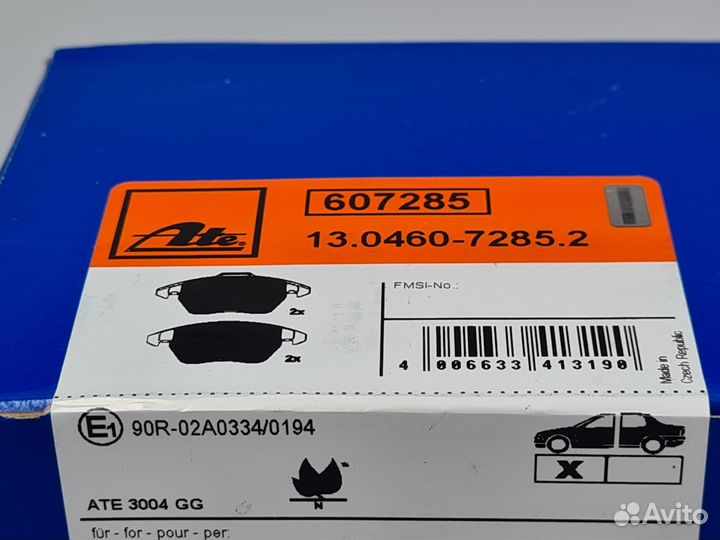 Ate
607285
13.0460-7285.2
2x
2x
FMSI-No.:
4 006633 413190
Made in
Czech Republic
E1 90R-02A0334/0194
X
N
ATE 3004 GG
für - for - pour - per:
Avito